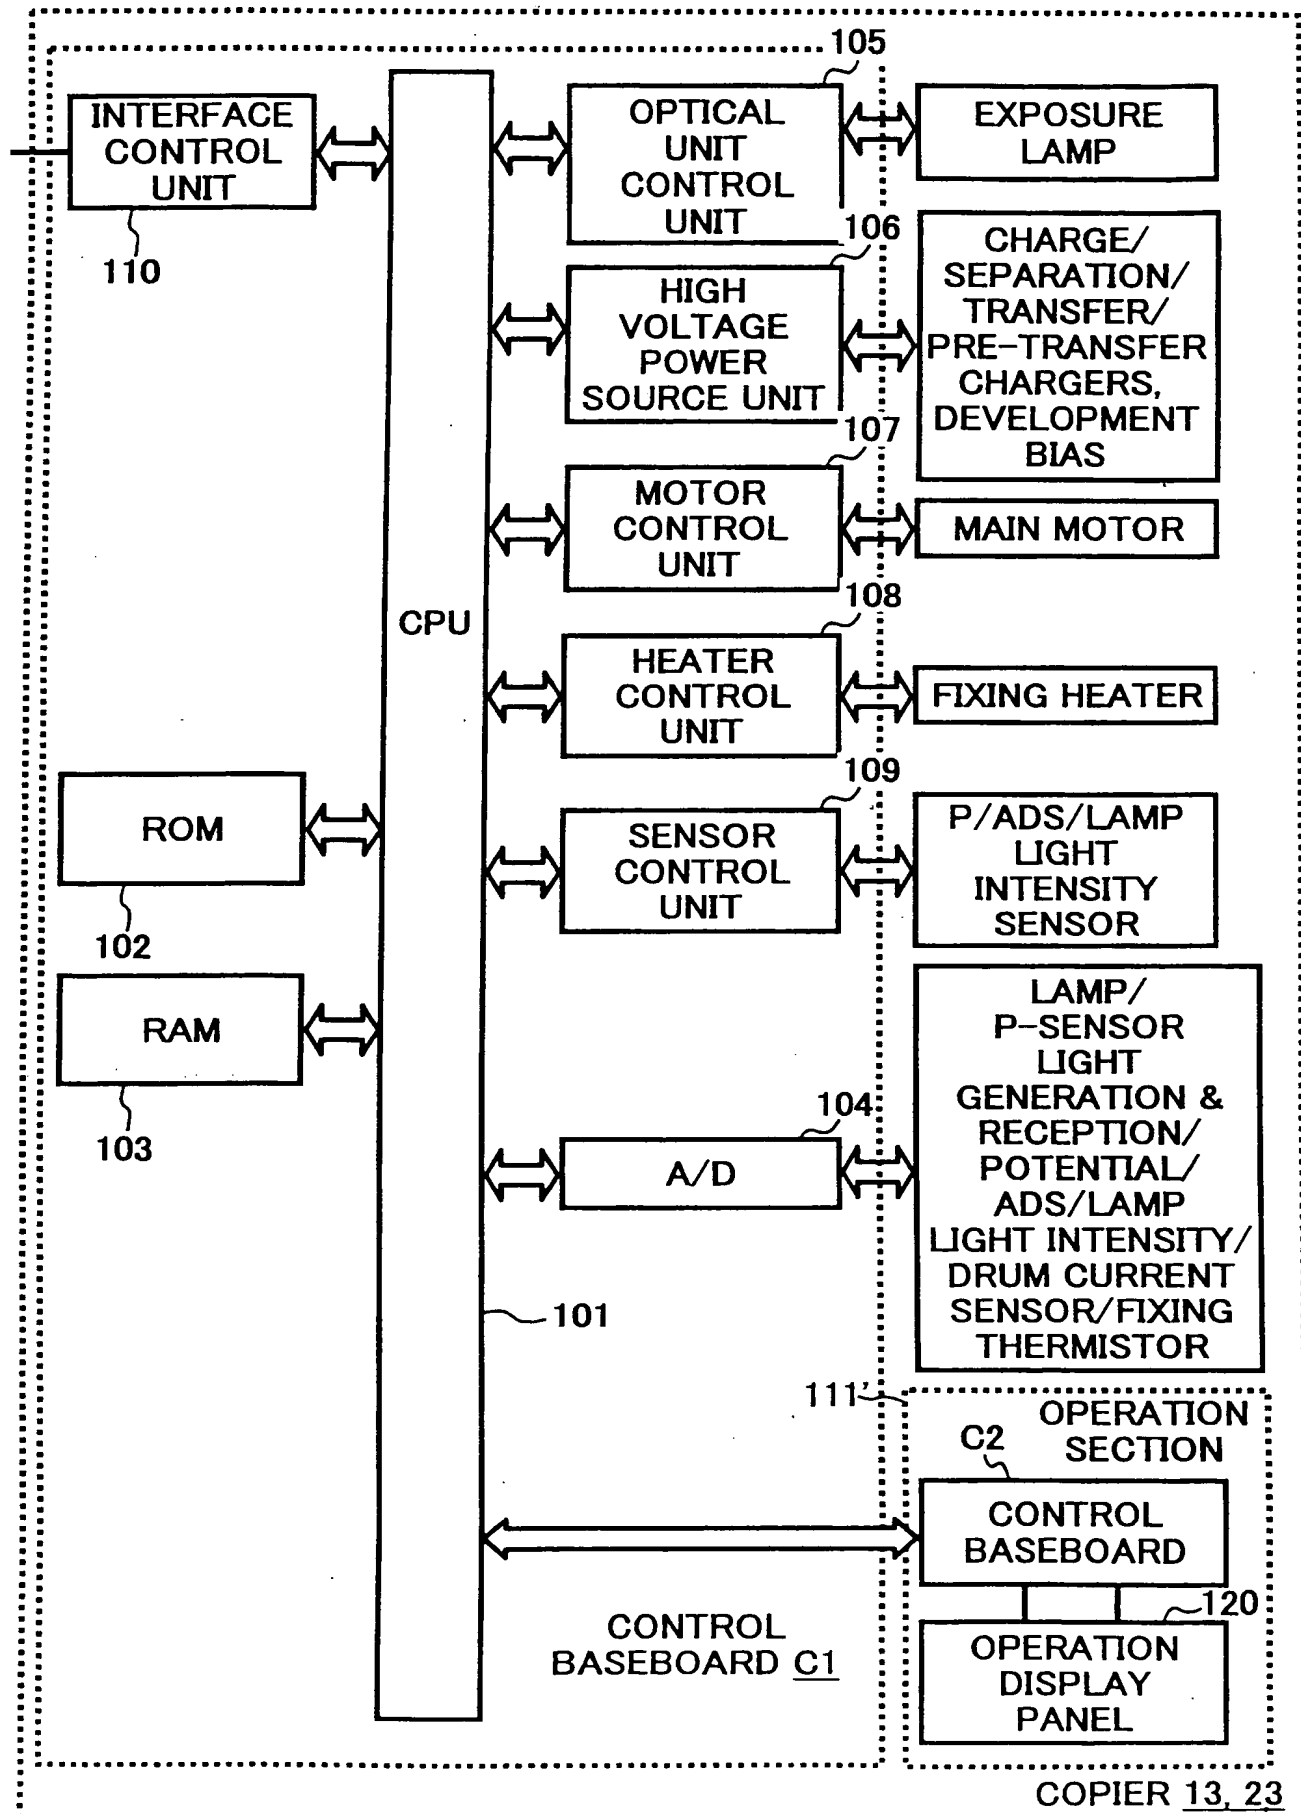 105
INTERFACE
CONTROL
UNIT
110
OPTICAL
UNIT
CONTROL
UNIT
EXPOSURE
LAMP
106
HIGH
VOLTAGE
POWER
SOURCE UNIT
CHARGE/
SEPARATION/
TRANSFER/
PRE-TRANSFER
CHARGERS,
DEVELOPMENT
BIAS
107
MOTOR
CONTROL
UNIT
MAIN MOTOR
CPU
108
HEATER
CONTROL
UNIT
FIXING HEATER
109
ROM
102
SENSOR
CONTROL
UNIT
P/ADS/LAMP
LIGHT
INTENSITY
SENSOR
RAM
103
104
A/D
LAMP/
P-SENSOR
LIGHT
GENERATION &
RECEPTION/
POTENTIAL/
ADS/LAMP
LIGHT INTENSITY/
DRUM CURRENT
SENSOR/FIXING
THERMISTOR
101
111'
OPERATION
SECTION
C2
CONTROL
BASEBOARD
120
OPERATION
DISPLAY
PANEL
CONTROL
BASEBOARD C1
COPIER 13, 23